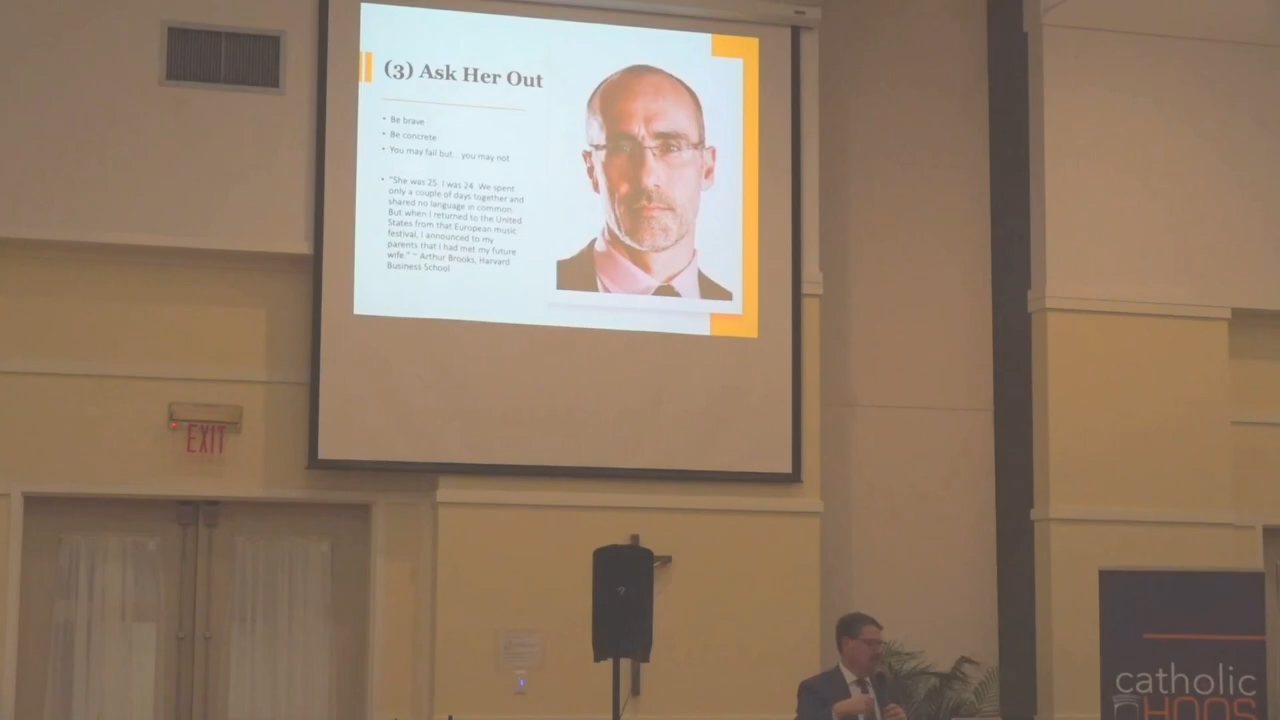 (3) Ask Her Out
• Be brave
• Be concrete
• You may fail but... you may not
• "She was 25. I was 24. We spent
only a couple of days together and
shared no language in common.
But when I returned to the United
States from that European music
festival, I announced to my
parents that I had met my future
wife." ~ Arthur Brooks, Harvard
Business School
EXIT
catholic
HOOS